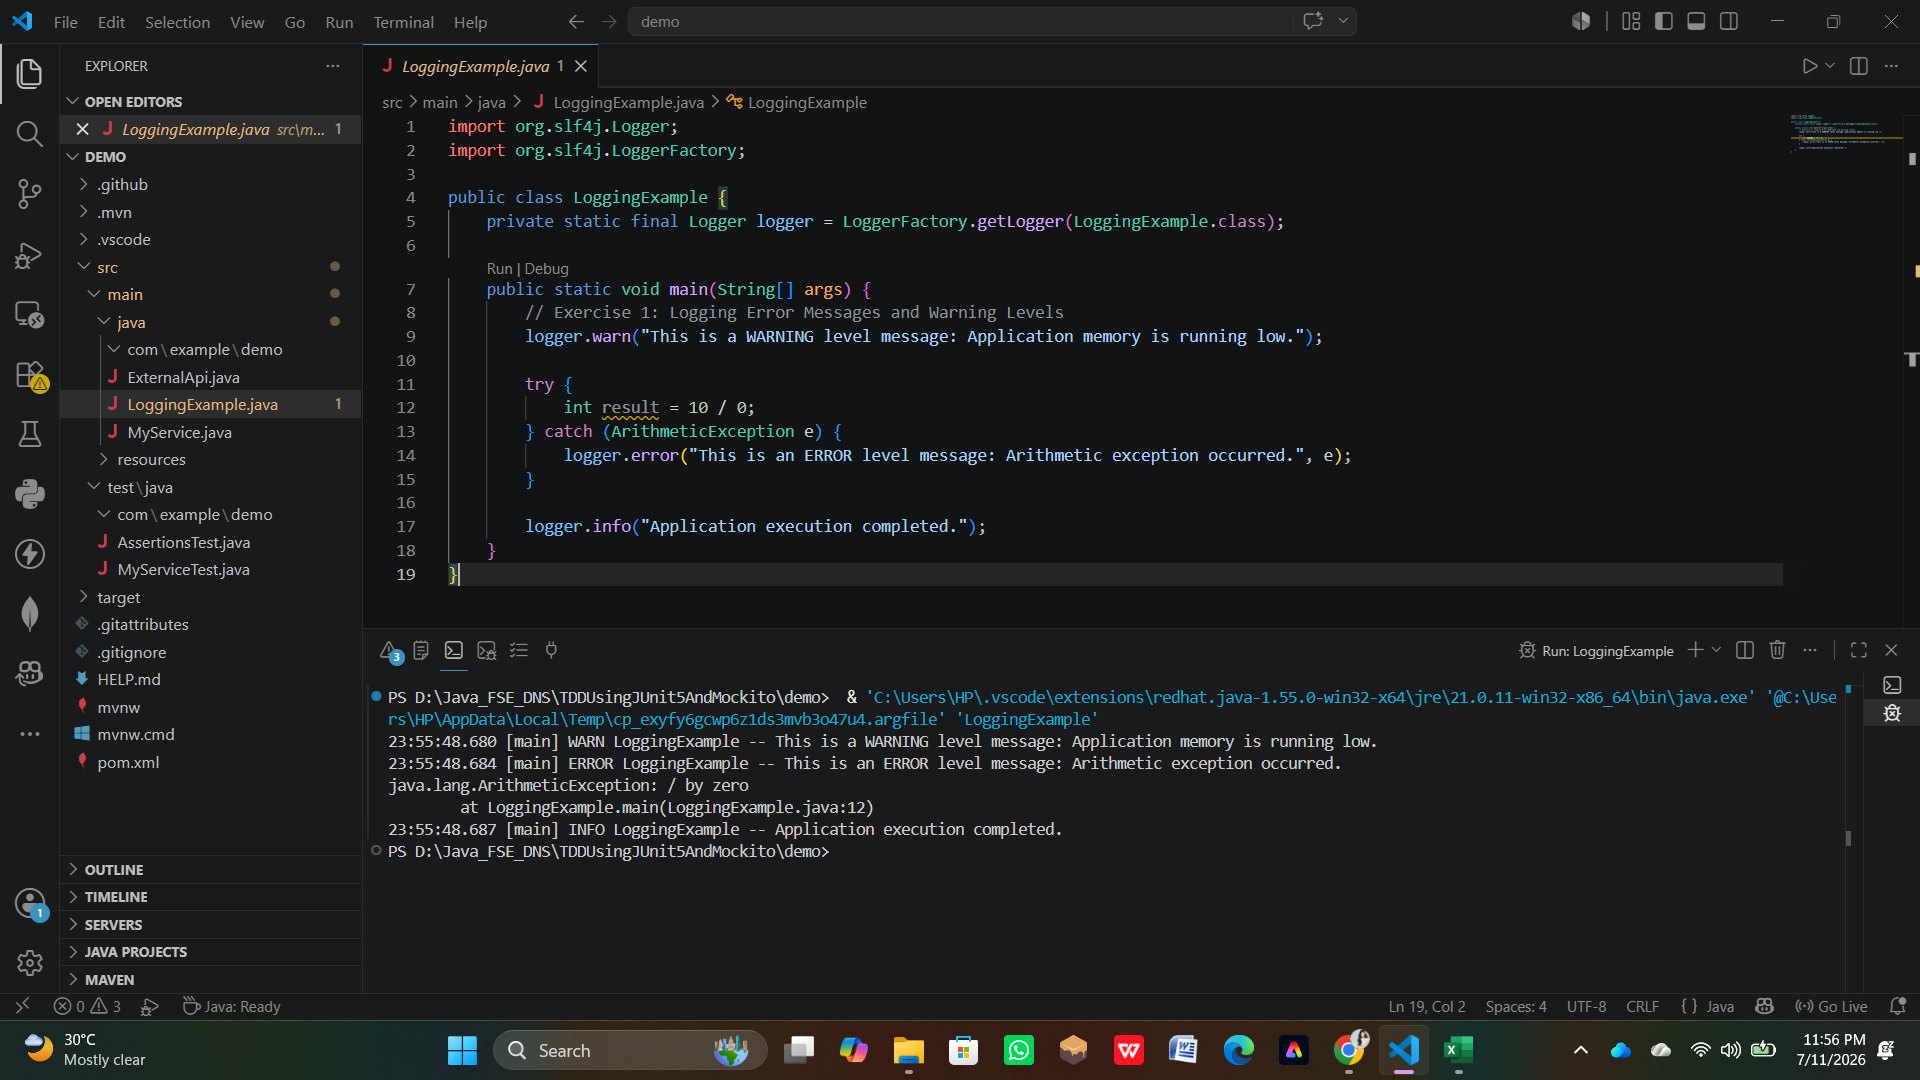 File Edit Selection View Go Run Terminal Help
demo
EXPLORER
OPEN EDITORS
LoggingExample.java src\m... 1
DEMO
.github
.mvn
.vscode
src
main
java
com\example\demo
ExternalApi.java
LoggingExample.java 1
MyService.java
resources
test\java
com\example\demo
AssertionsTest.java
MyServiceTest.java
target
.gitattributes
.gitignore
HELP.md
mvnw
mvnw.cmd
pom.xml
OUTLINE
TIMELINE
SERVERS
JAVA PROJECTS
MAVEN
LoggingExample.java 1
src > main > java > LoggingExample.java > LoggingExample
1 import org.slf4j.Logger;
2 import org.slf4j.LoggerFactory;
3
4 public class LoggingExample {
5 private static final Logger logger = LoggerFactory.getLogger(LoggingExample.class);
6
Run | Debug
7 public static void main(String[] args) {
8 // Exercise 1: Logging Error Messages and Warning Levels
9 logger.warn("This is a WARNING level message: Application memory is running low.");
10
11 try {
12 int result = 10 / 0;
13 } catch (ArithmeticException e) {
14 logger.error("This is an ERROR level message: Arithmetic exception occurred.", e);
15 }
16
17 logger.info("Application execution completed.");
18 }
19 }
3
Run: LoggingExample
PS D:\Java_FSE_DNS\TDDUsingJUnit5AndMockito\demo> & 'C:\Users\HP\.vscode\extensions\redhat.java-1.55.0-win32-x64\jre\21.0.11-win32-x86_64\bin\java.exe' '@C:\Use
rs\HP\AppData\Local\Temp\cp_exyfy6gcwp6z1ds3mvb3o47u4.argfile' 'LoggingExample'
23:55:48.680 [main] WARN LoggingExample -- This is a WARNING level message: Application memory is running low.
23:55:48.684 [main] ERROR LoggingExample -- This is an ERROR level message: Arithmetic exception occurred.
java.lang.ArithmeticException: / by zero
at LoggingExample.main(LoggingExample.java:12)
23:55:48.687 [main] INFO LoggingExample -- Application execution completed.
PS D:\Java_FSE_DNS\TDDUsingJUnit5AndMockito\demo>
1
0 3 Java: Ready
Ln 19, Col 2 Spaces: 4 UTF-8 CRLF {} Java Go Live
30°C
Mostly clear
Search
11:56 PM
7/11/2026